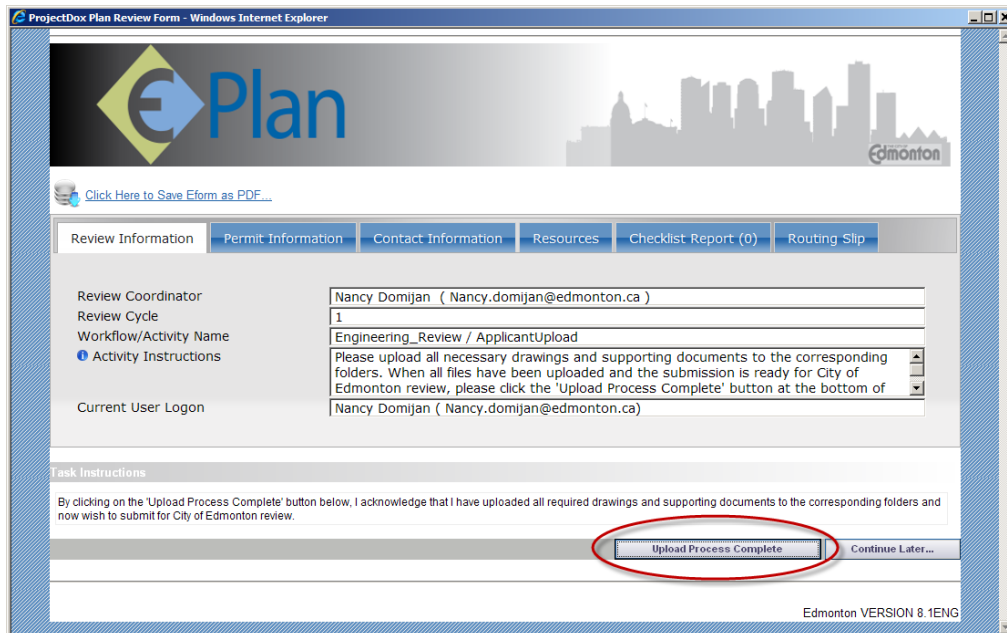 ProjectDox Plan Review Form - Windows Internet Explorer
e Plan
Edmonton
Click Here to Save Eform as PDF...
Review Information Permit Information Contact Information Resources Checklist Report (0) Routing Slip
Review Coordinator Nancy Domijan ( Nancy.domijan@edmonton.ca )
Review Cycle 1
Workflow/Activity Name Engineering_Review / ApplicantUpload
Activity Instructions Please upload all necessary drawings and supporting documents to the corresponding
folders. When all files have been uploaded and the submission is ready for City of
Edmonton review, please click the 'Upload Process Complete' button at the bottom of
Current User Logon Nancy Domijan ( Nancy.domijan@edmonton.ca)
Task Instructions
By clicking on the 'Upload Process Complete' button below, I acknowledge that I have uploaded all required drawings and supporting documents to the corresponding folders and
now wish to submit for City of Edmonton review.
Upload Process Complete Continue Later...
Edmonton VERSION 8.1ENG